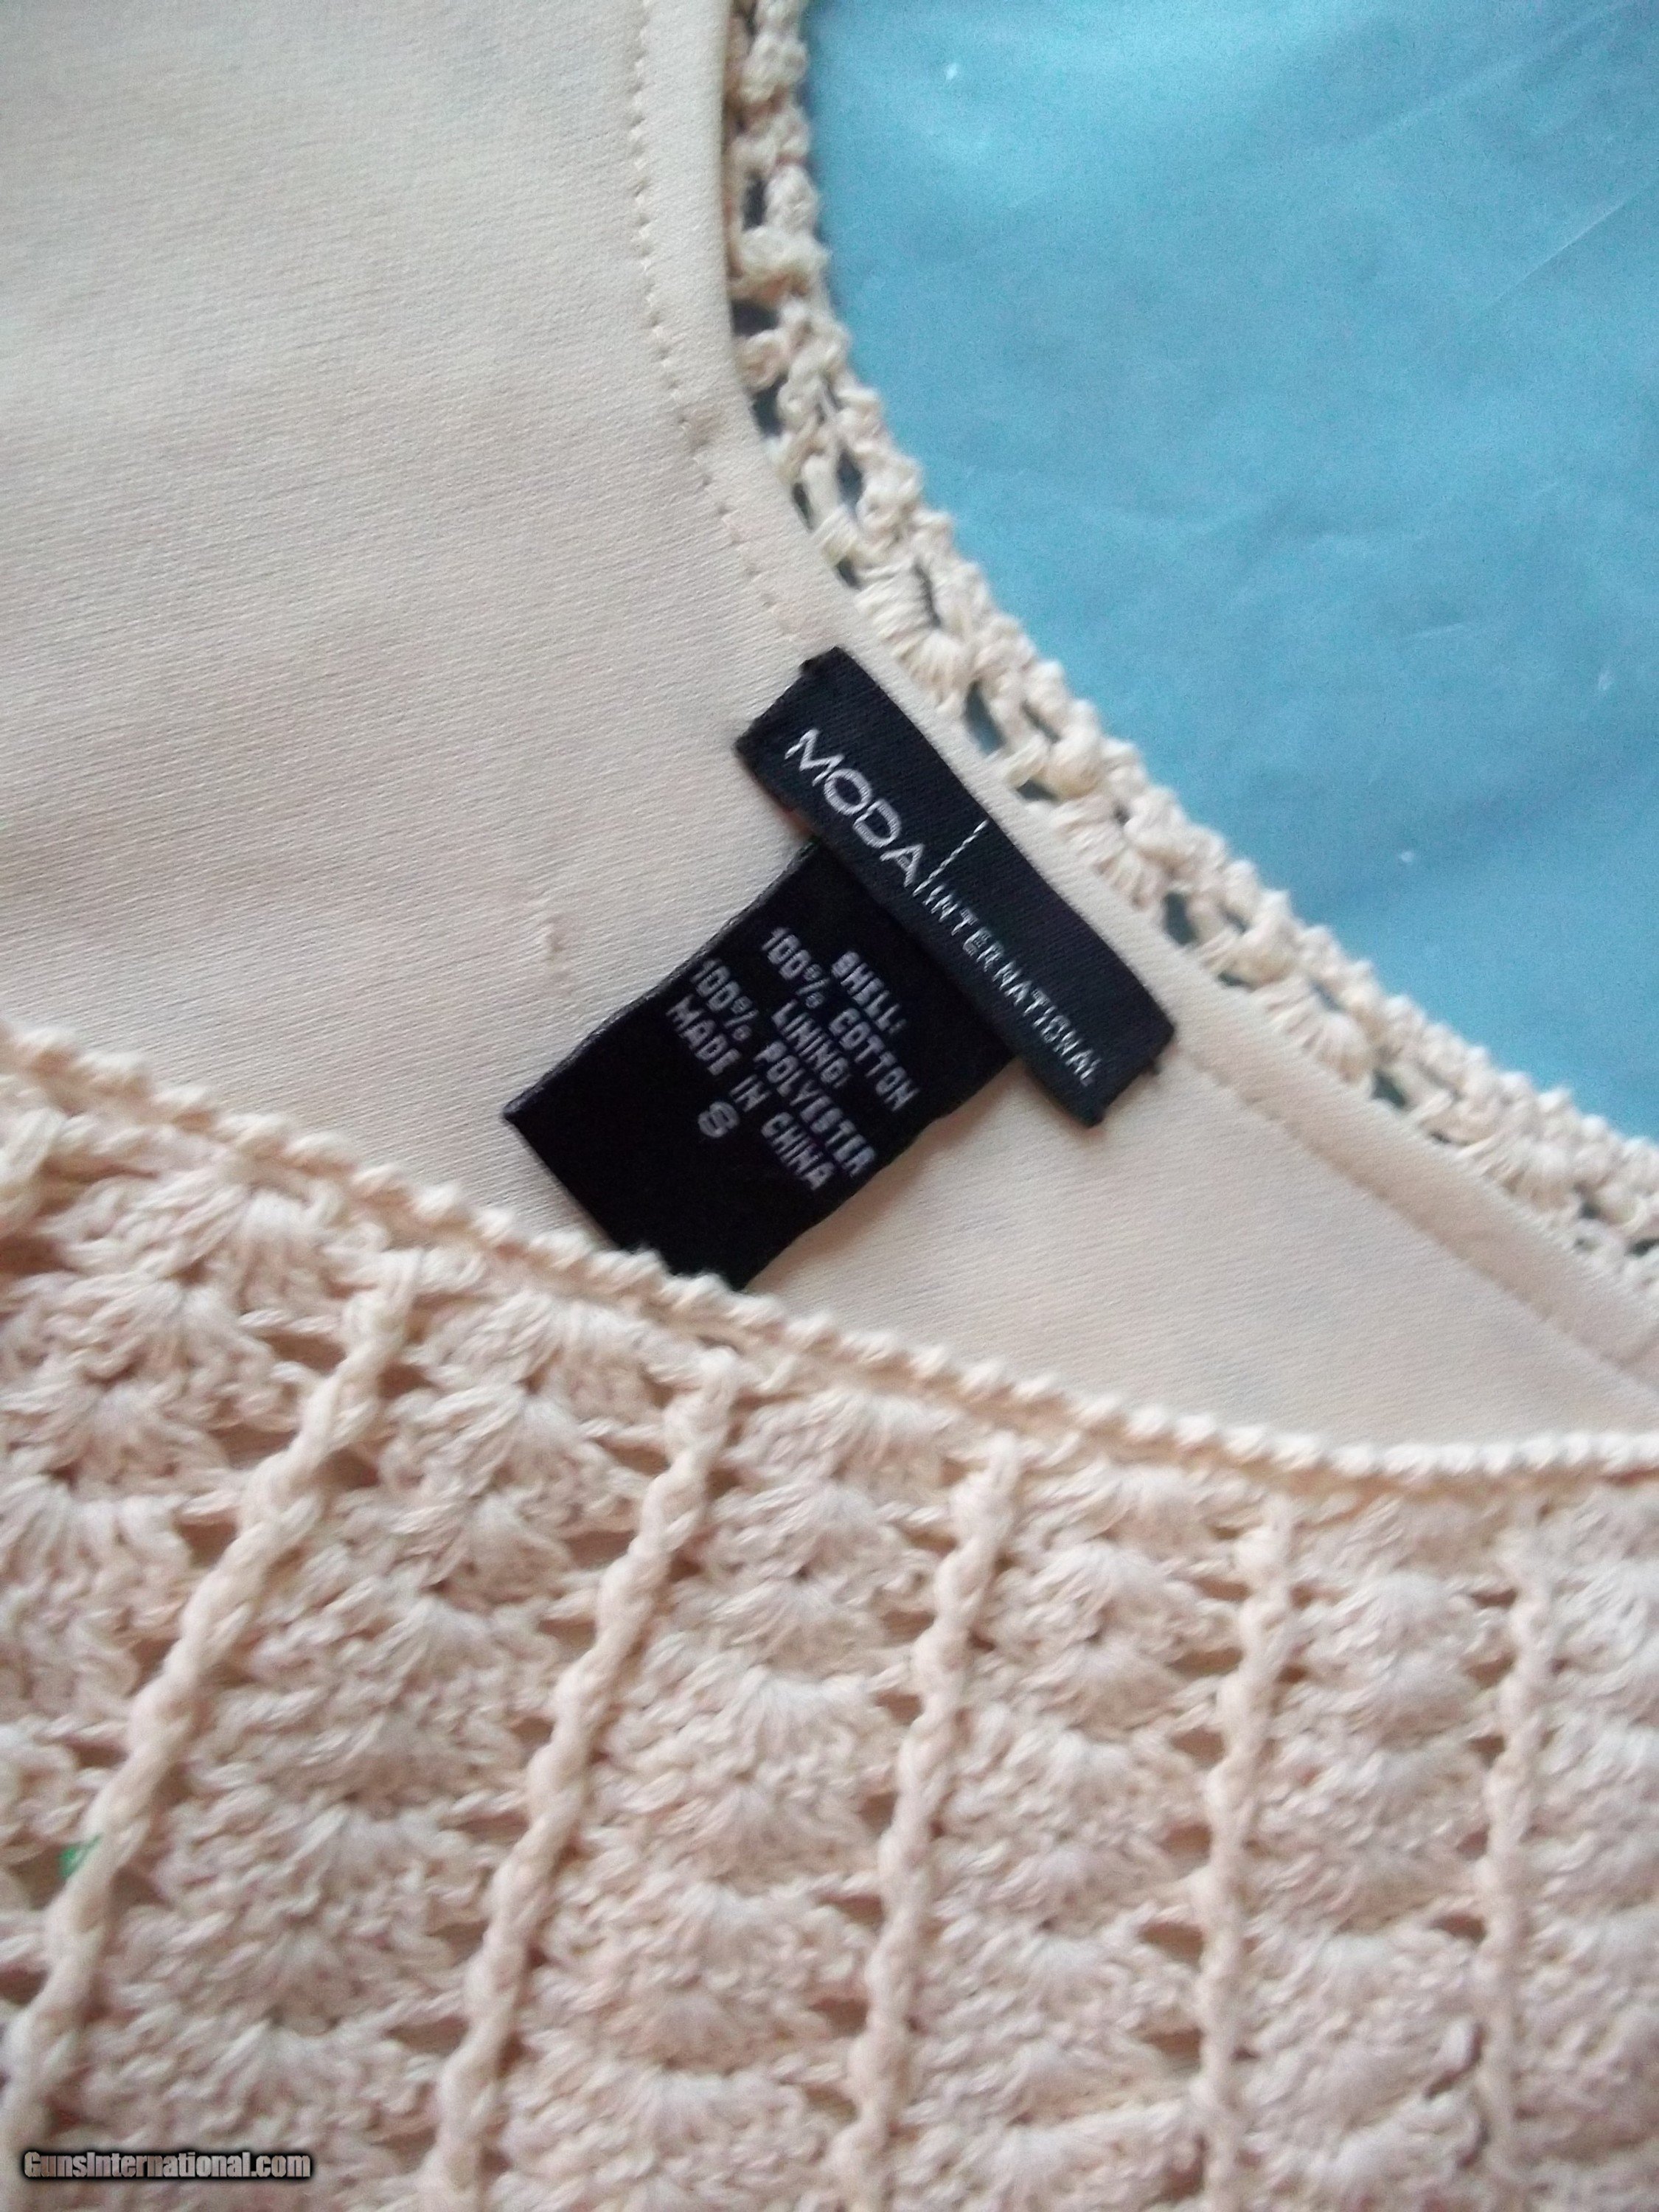 MODA INTERNATIONAL
SHELL:
100% COTTON
LINING:
100% POLYESTER
MADE IN CHINA
S
GunsInternational.com